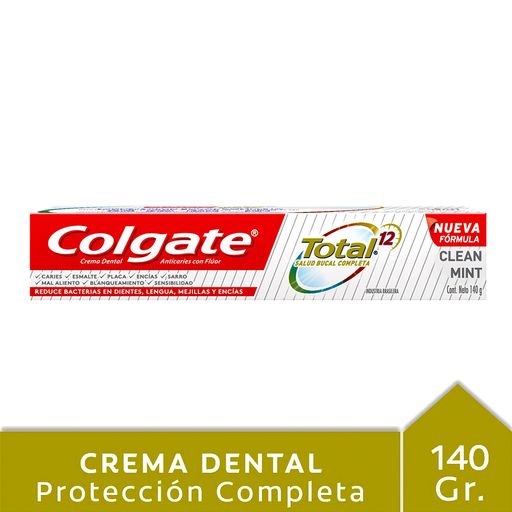 Colgate®
Crema Dental Anticaries con Flúor
✓CARIES ✓ESMALTE ✓PLACA ✓ENCÍAS ✓SARRO
✓MAL ALIENTO ✓BLANQUEAMIENTO ✓SENSIBILIDAD
REDUCE BACTERIAS EN DIENTES, LENGUA, MEJILLAS Y ENCÍAS
Total 12
SALUD BUCAL COMPLETA
INDUSTRIA BRASILEÑA
NUEVA
FÓRMULA
CLEAN
MINT
Cont. Neto 140 g
CREMA DENTAL
Protección Completa
140
Gr.